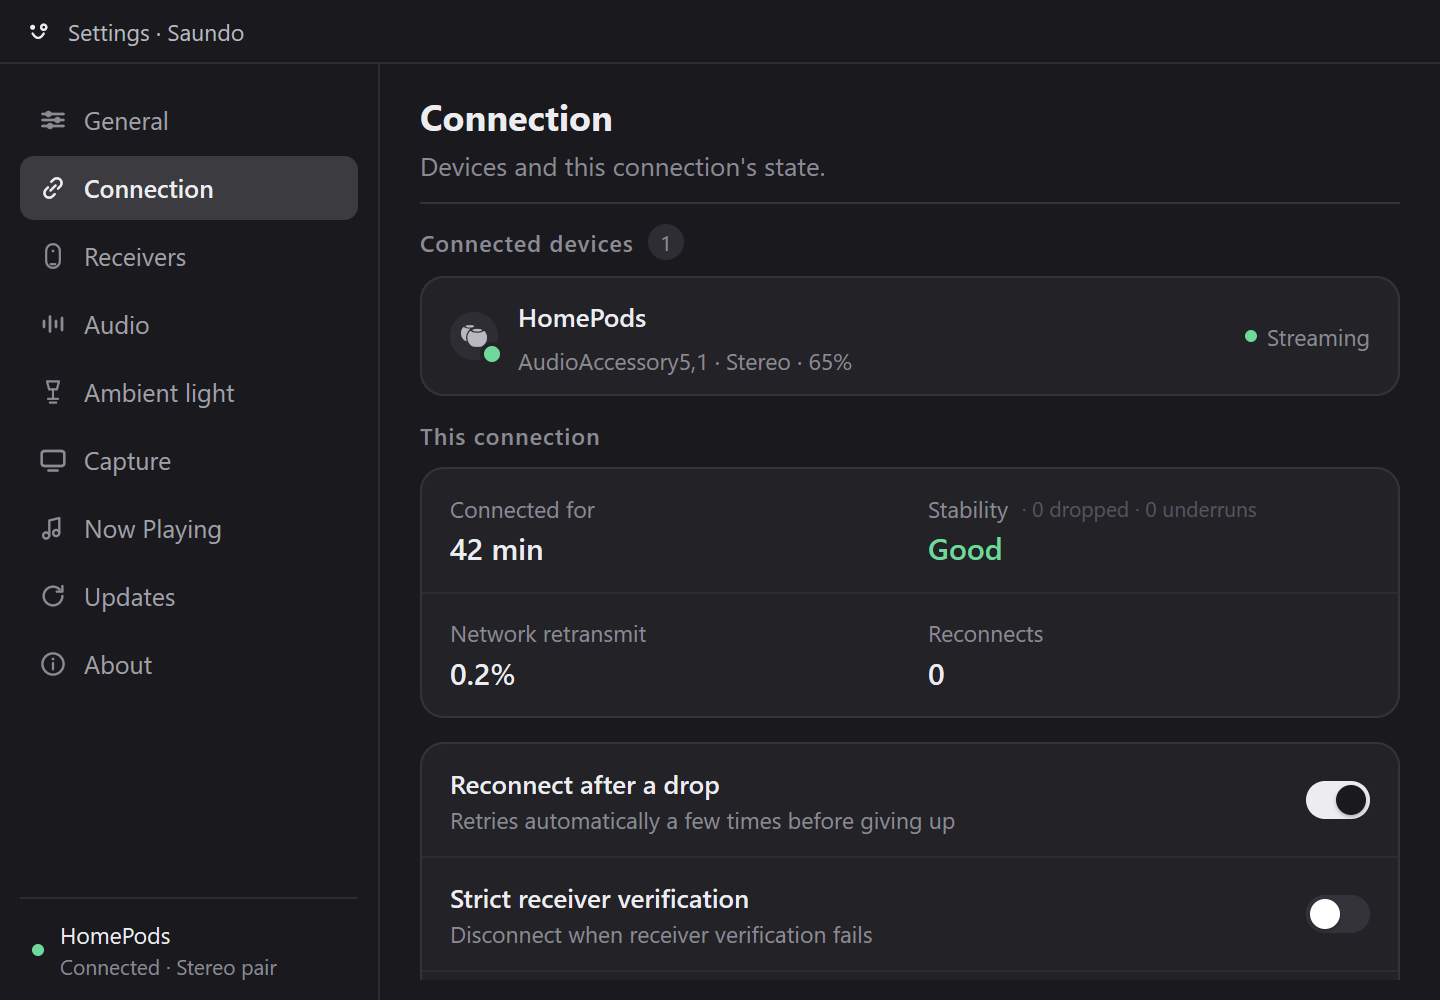 Settings · Saundo
General
Connection
Receivers
Audio
Ambient light
Capture
Now Playing
Updates
About
HomePods
Connected · Stereo pair
Connection
Devices and this connection's state.
Connected devices 1
HomePods
AudioAccessory5,1 · Stereo · 65%
Streaming
This connection
Connected for
42 min
Stability · 0 dropped · 0 underruns
Good
Network retransmit
0.2%
Reconnects
0
Reconnect after a drop
Retries automatically a few times before giving up
Strict receiver verification
Disconnect when receiver verification fails